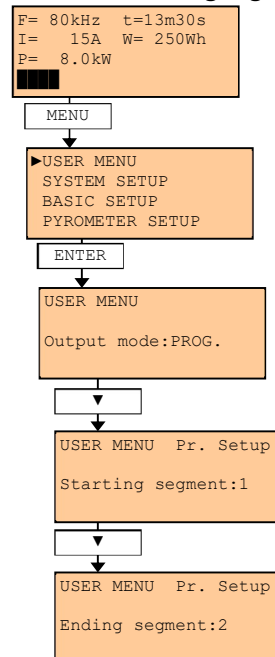 F= 80kHz t=13m30s
I= 15A W= 250Wh
P= 8.0kW
MENU
►USER MENU
SYSTEM SETUP
BASIC SETUP
PYROMETER SETUP
ENTER
USER MENU
Output mode:PROG.
▼
USER MENU Pr. Setup
Starting segment:1
▼
USER MENU Pr. Setup
Ending segment:2